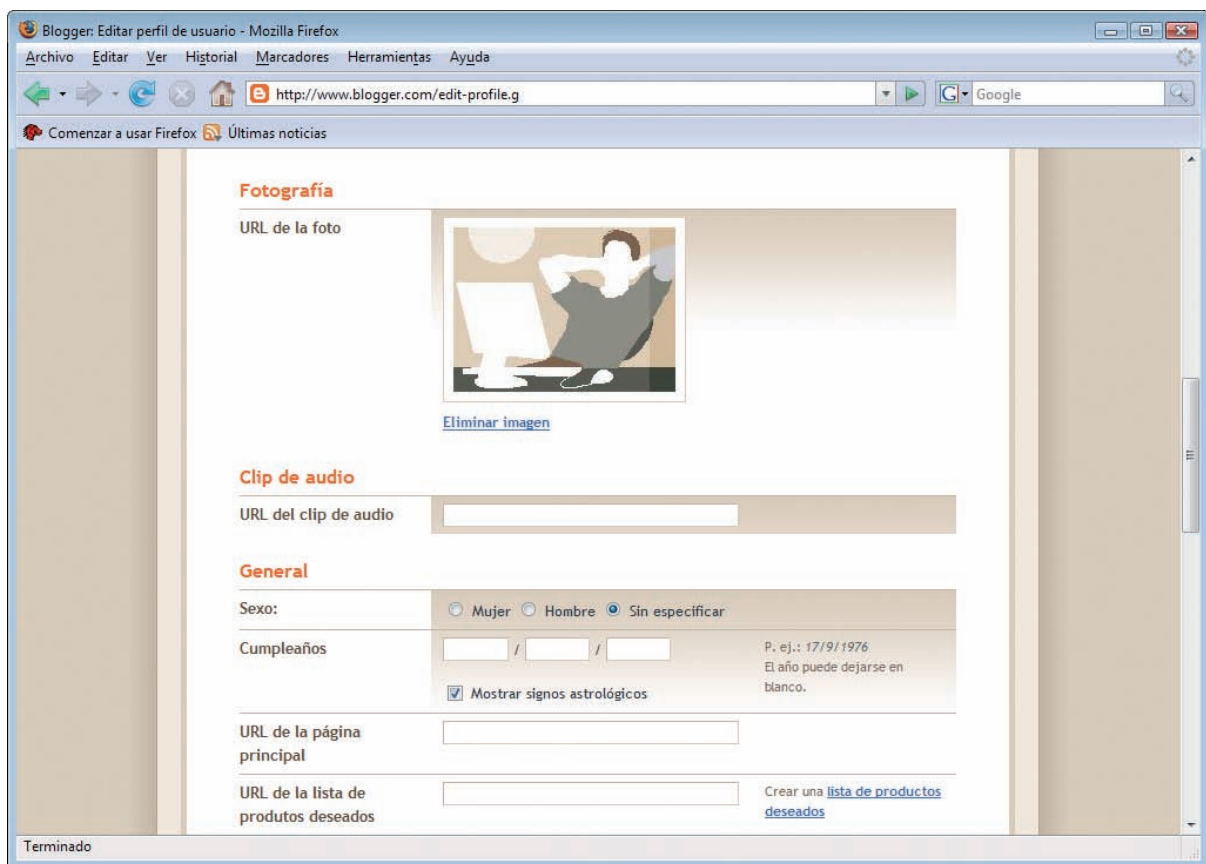 Blogger: Editar perfil de usuario - Mozilla Firefox
Archivo Editar Ver Historial Marcadores Herramientas Ayuda
http://www.blogger.com/edit-profile.g
G Google
Comenzar a usar Firefox Últimas noticias
Fotografía
URL de la foto
Eliminar imagen
Clip de audio
URL del clip de audio
General
Sexo:
Mujer Hombre Sin especificar
Cumpleaños
/ /
P. ej.: 17/9/1976
El año puede dejarse en
blanco.
Mostrar signos astrológicos
URL de la página
principal
URL de la lista de
produtos deseados
Crear una lista de productos
deseados
Terminado